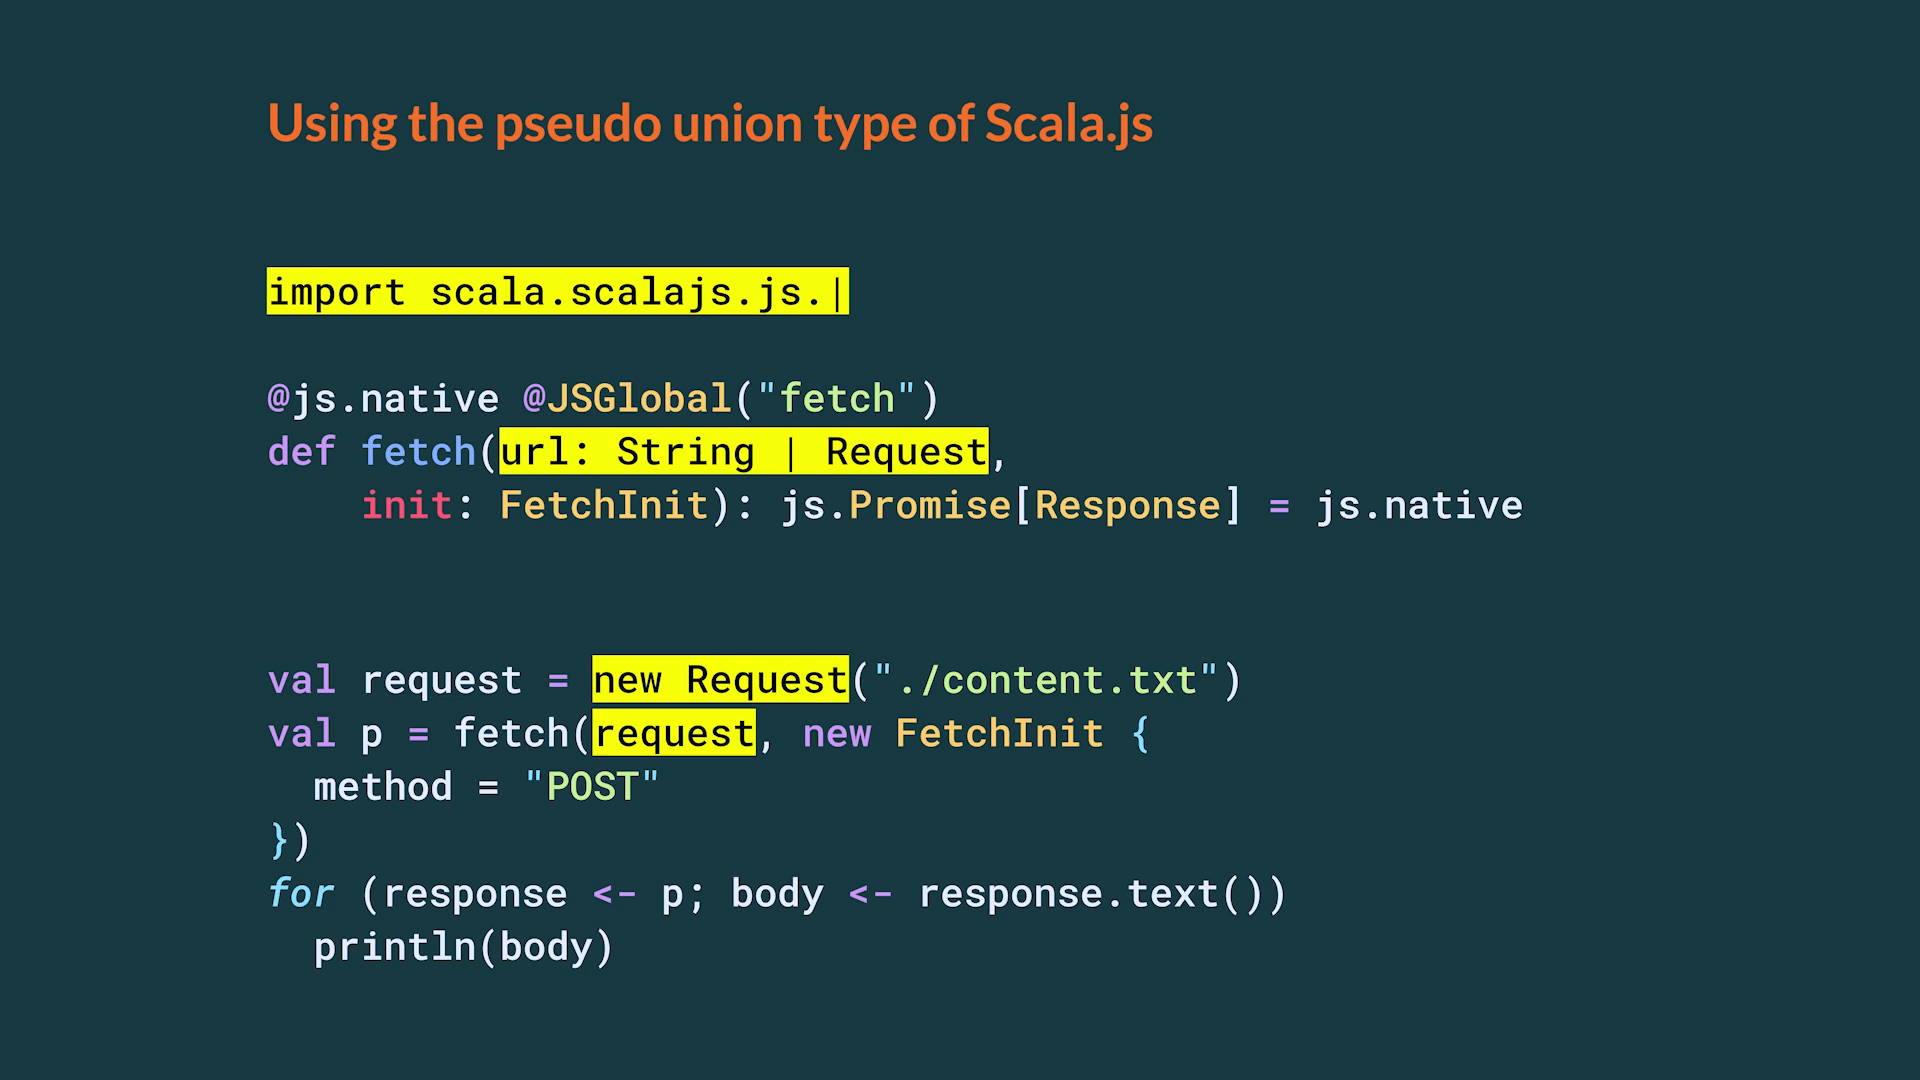 Using the pseudo union type of Scala.js
import scala.scalajs.js.|
@js.native @JSGlobal("fetch")
def fetch(url: String | Request,
init: FetchInit): js.Promise[Response] = js.native
val request = new Request("./content.txt")
val p = fetch(request, new FetchInit {
method = "POST"
})
for (response <- p; body <- response.text())
println(body)